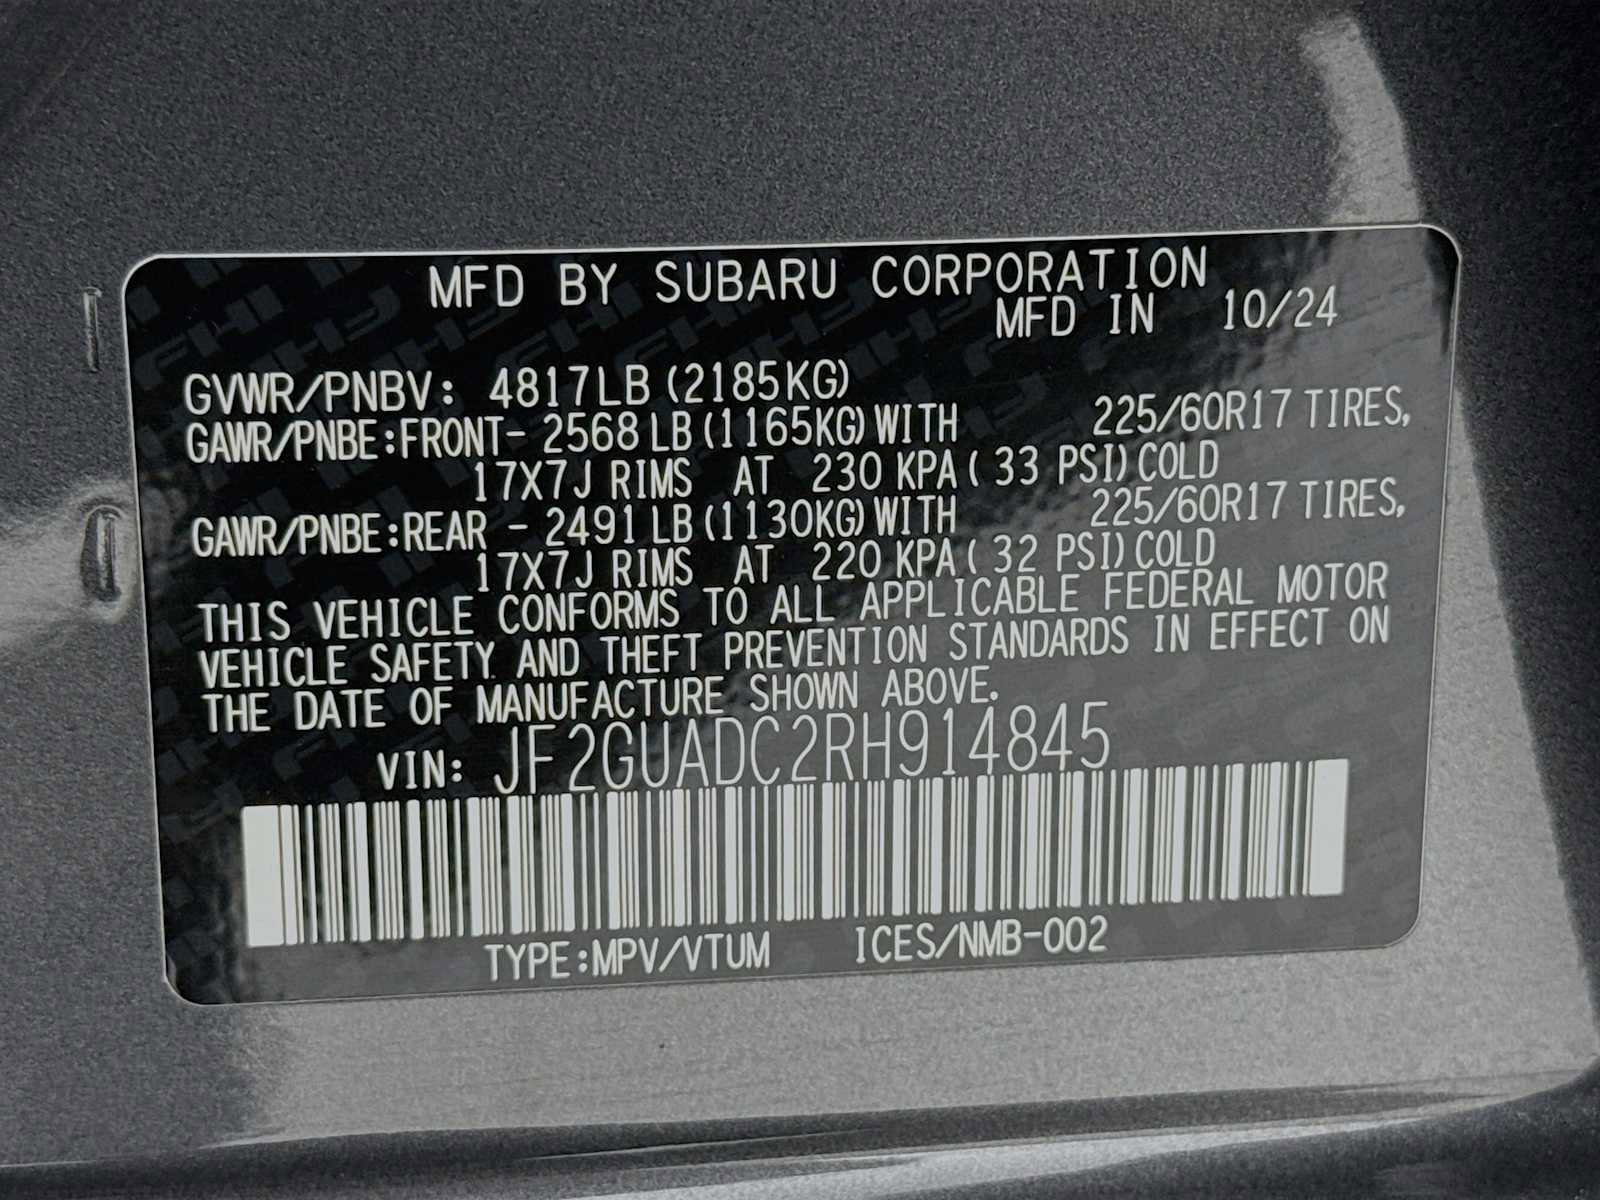 MFD BY SUBARU CORPORATION
MFD IN 10/24
GVWR/PNBV: 4817LB (2185KG)
GAWR/PNBE:FRONT- 2568 LB (1165KG) WITH 225/60R17 TIRES,
17X7J RIMS AT 230 KPA ( 33 PSI) COLD
GAWR/PNBE:REAR - 2491 LB (1130KG) WITH 225/60R17 TIRES,
17X7J RIMS AT 220 KPA ( 32 PSI) COLD
THIS VEHICLE CONFORMS TO ALL APPLICABLE FEDERAL MOTOR
VEHICLE SAFETY AND THEFT PREVENTION STANDARDS IN EFFECT ON
THE DATE OF MANUFACTURE SHOWN ABOVE.
VIN: JF2GUADC2RH914845
TYPE:MPV/VTUM ICES/NMB-002